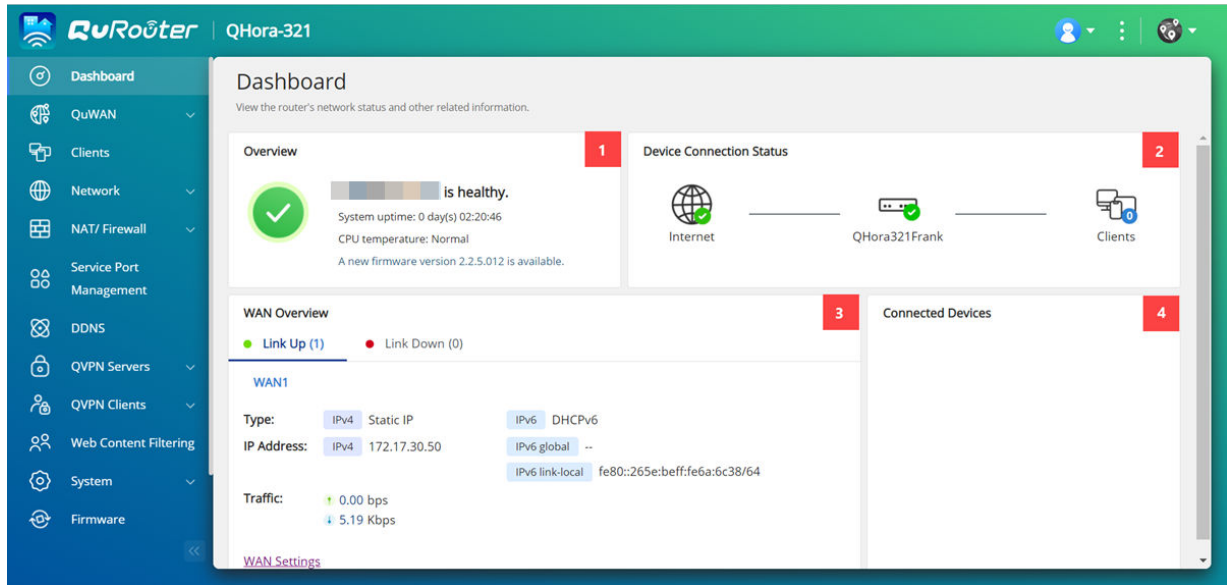 QuRouter QHora-321
Dashboard
QuWAN
Clients
Network
NAT/ Firewall
Service Port
Management
DDNS
QVPN Servers
QVPN Clients
Web Content Filtering
System
Firmware
Dashboard
View the router's network status and other related information.
Overview
1
is healthy.
System uptime: 0 day(s) 02:20:46
CPU temperature: Normal
A new firmware version 2.2.5.012 is available.
Device Connection Status
2
0
Internet QHora321Frank Clients
WAN Overview
3
Link Up (1) Link Down (0)
WAN1
Type: IPv4 Static IP IPv6 DHCPv6
IP Address: IPv4 172.17.30.50 IPv6 global --
IPv6 link-local fe80::265e:beff:fe6a:6c38/64
Traffic: 0.00 bps
5.19 Kbps
WAN Settings
Connected Devices
4